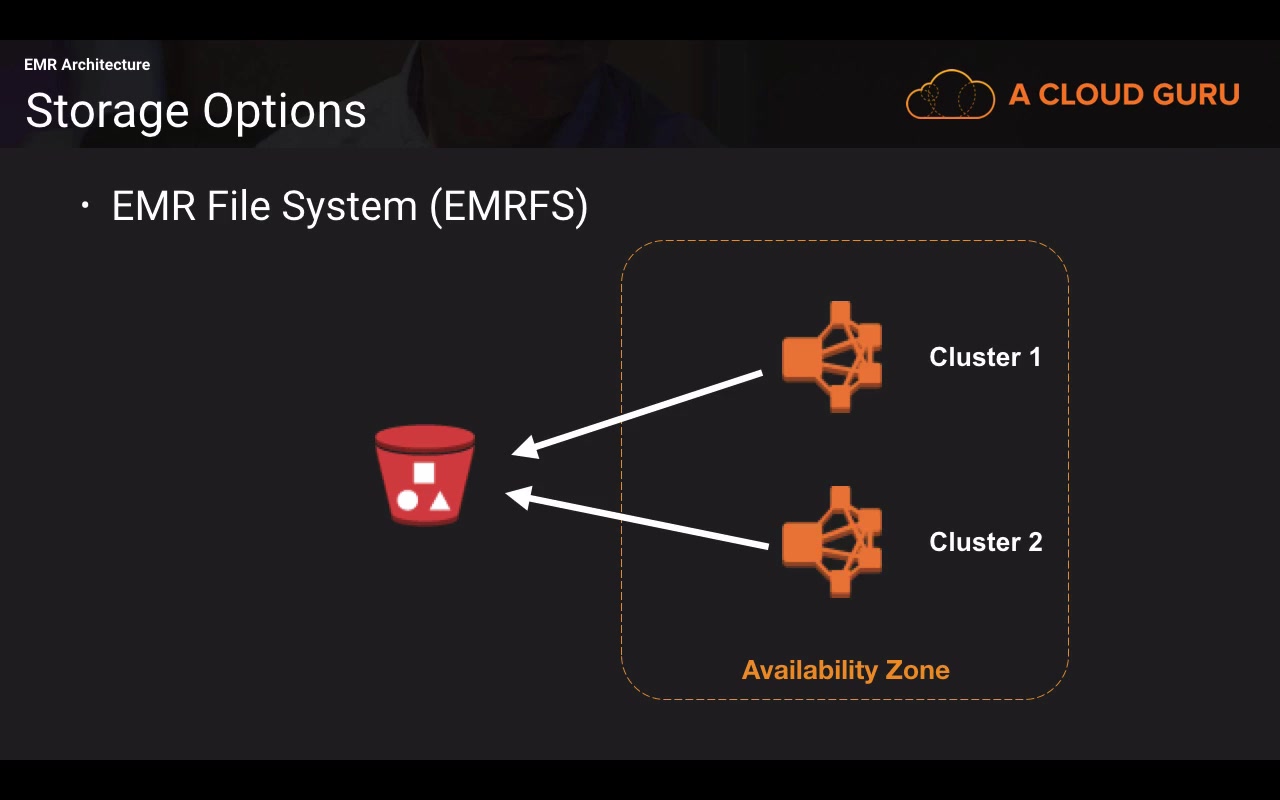 EMR Architecture
Storage Options
A CLOUD GURU
· EMR File System (EMRFS)
Cluster 1
Cluster 2
Availability Zone